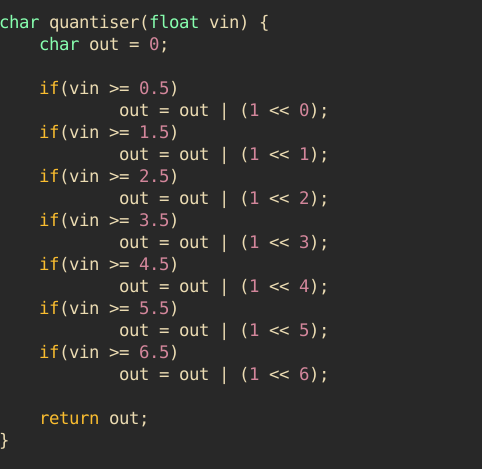 char quantiser(float vin) {
    char out = 0;

    if(vin >= 0.5)
            out = out | (1 << 0);
    if(vin >= 1.5)
            out = out | (1 << 1);
    if(vin >= 2.5)
            out = out | (1 << 2);
    if(vin >= 3.5)
            out = out | (1 << 3);
    if(vin >= 4.5)
            out = out | (1 << 4);
    if(vin >= 5.5)
            out = out | (1 << 5);
    if(vin >= 6.5)
            out = out | (1 << 6);

    return out;
}